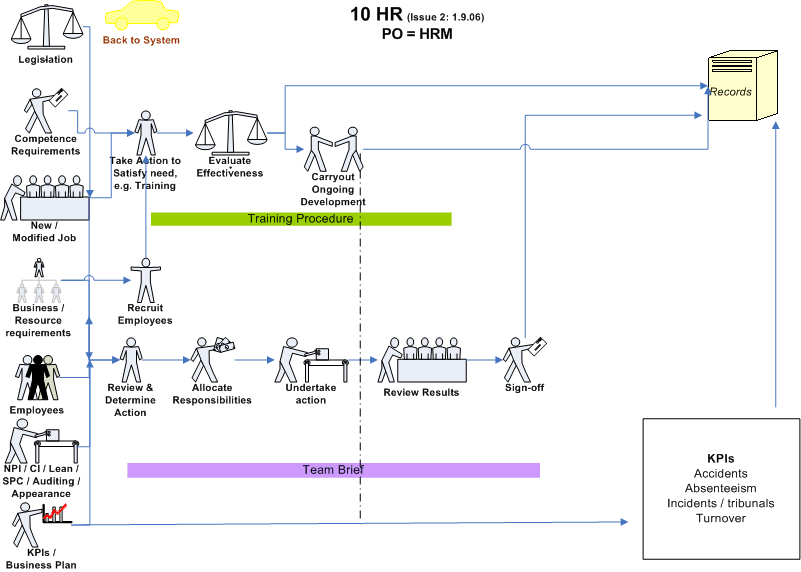 10 HR (Issue 2: 1.9.06)
PO = HRM
Back to System
Legislation
Records
Competence
Requirements
Take Action to
Satisfy need,
e.g. Training
Evaluate
Effectiveness
Carryout
Ongoing
Development
New /
Modified Job
Training Procedure
Business /
Resource
requirements
Recruit
Employees
Employees
Review &
Determine
Action
Allocate
Responsibilities
Undertake
action
Review Results
Sign-off
NPI / CI / Lean /
SPC / Auditing /
Appearance
Team Brief
KPIs /
Business Plan
KPIs
Accidents
Absenteeism
Incidents / tribunals
Turnover